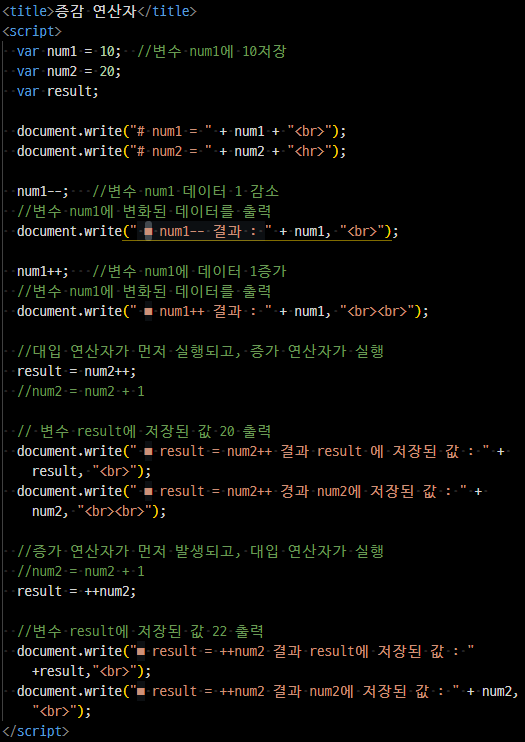 <title>증감 연산자</title>
<script>
var num1 = 10; //변수 num1에 10저장
var num2 = 20;
var result;
document.write("# num1 = " + num1 + "<br>");
document.write("# num2 = " + num2 + "<hr>");
num1--; //변수 num1 데이터 1 감소
//변수 num1에 변화된 데이터를 출력
document.write(" ■ num1-- 결과 : " + num1, "<br>");
num1++; //변수 num1에 데이터 1증가
//변수 num1에 변화된 데이터를 출력
document.write(" ■ num1++ 결과 : " + num1, "<br><br>");
//대입 연산자가 먼저 실행되고, 증가 연산자가 실행
result = num2++;
//num2 = num2 + 1
// 변수 result에 저장된 값 20 출력
document.write(" ■ result = num2++ 결과 result 에 저장된 값 : " +
result, "<br>");
document.write(" ■ result = num2++ 경과 num2에 저장된 값 : " +
num2, "<br><br>");
//증가 연산자가 먼저 발생되고, 대입 연산자가 실행
//num2 = num2 + 1
result = ++num2;
//변수 result에 저장된 값 22 출력
document.write("■ result = ++num2 결과 result에 저장된 값 : "
+result,"<br>");
document.write("■ result = ++num2 결과 num2에 저장된 값 : " + num2,
"<br>");
</script>